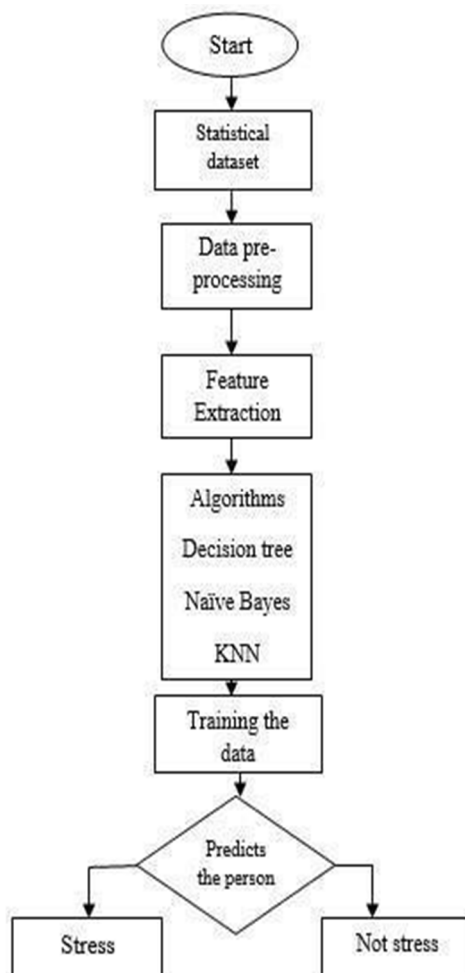 Start
Statistical
dataset
Data pre-
processing
Feature
Extraction
Algorithms
Decision tree
Naïve Bayes
KNN
Training the
data
Predicts
the person
Stress
Not stress